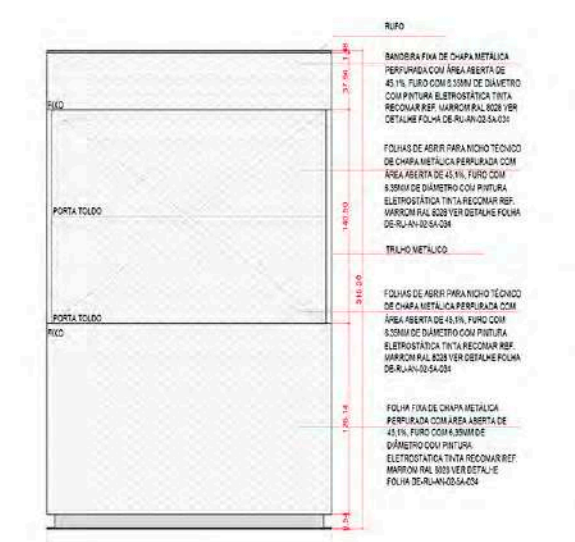 RUFO
BANDEIRA FIXA DE CHAPA METÁLICA
PERFURADA COM ÁREA ABERTA DE
45,1%, FURO COM 6,35MM DE DIÂMETRO
COM PINTURA ELETROSTÁTICA TINTA
RECOMAR REF. MARROM RAL 8028 VER
DETALHE FOLHA DE-RU-AN-02-5A-034
FIXO
FOLHAS DE ABRIR PARA NICHO TÉCNICO
DE CHAPA METÁLICA PERFURADA COM
ÁREA ABERTA DE 45,1%, FURO COM
6,35MM DE DIÂMETRO COM PINTURA
ELETROSTÁTICA TINTA RECOMAR REF.
MARROM RAL 8028 VER DETALHE FOLHA
DE-RU-AN-02-5A-034
PORTA TOLDO
140.50
TRILHO METÁLICO
FOLHAS DE ABRIR PARA NICHO TÉCNICO
DE CHAPA METÁLICA PERFURADA COM
ÁREA ABERTA DE 45,1%, FURO COM
6,35MM DE DIÂMETRO COM PINTURA
ELETROSTÁTICA TINTA RECOMAR REF.
MARROM RAL 8028 VER DETALHE FOLHA
DE-RU-AN-02-5A-034
PORTA TOLDO
FIXO
FOLHA FIXA DE CHAPA METÁLICA
PERFURADA COM ÁREA ABERTA DE
45,1%, FURO COM 6,35MM DE
DIÂMETRO COM PINTURA
ELETROSTÁTICA TINTA RECOMAR REF.
MARROM RAL 8028 VER DETALHE
FOLHA DE-RU-AN-02-5A-034